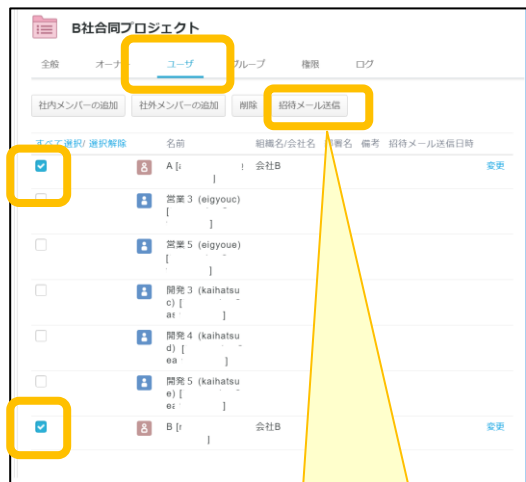 B社合同プロジェクト
全般 オーナー ユーザ グループ 権限 ログ
社内メンバーの追加 社外メンバーの追加 削除 招待メール送信
すべて選択/ 選択解除 名前 組織名/会社名 部署名 備考 招待メール送信日時
A [ 会社B 変更
]
営業3 (eigyouc)
[
]
営業5 (eigyoue)
[
]
開発3 (kaihatsu
c) [
]
開発4 (kaihatsu
d) [
ea ]
開発5 (kaihatsu
e) [
]
B [ 会社B 変更
]